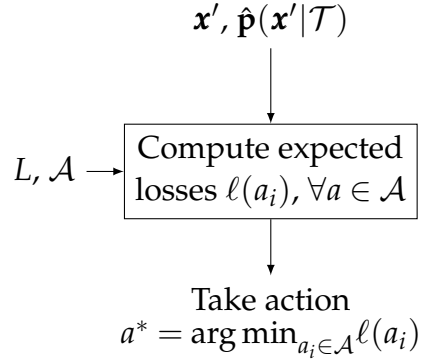 𝒙′, 𝐩̂(𝒙′|𝒯)
Compute expected
L, 𝒜
losses ℓ(aᵢ), ∀a ∈ 𝒜
Take action
a* = arg min_{aᵢ∈𝒜} ℓ(aᵢ)